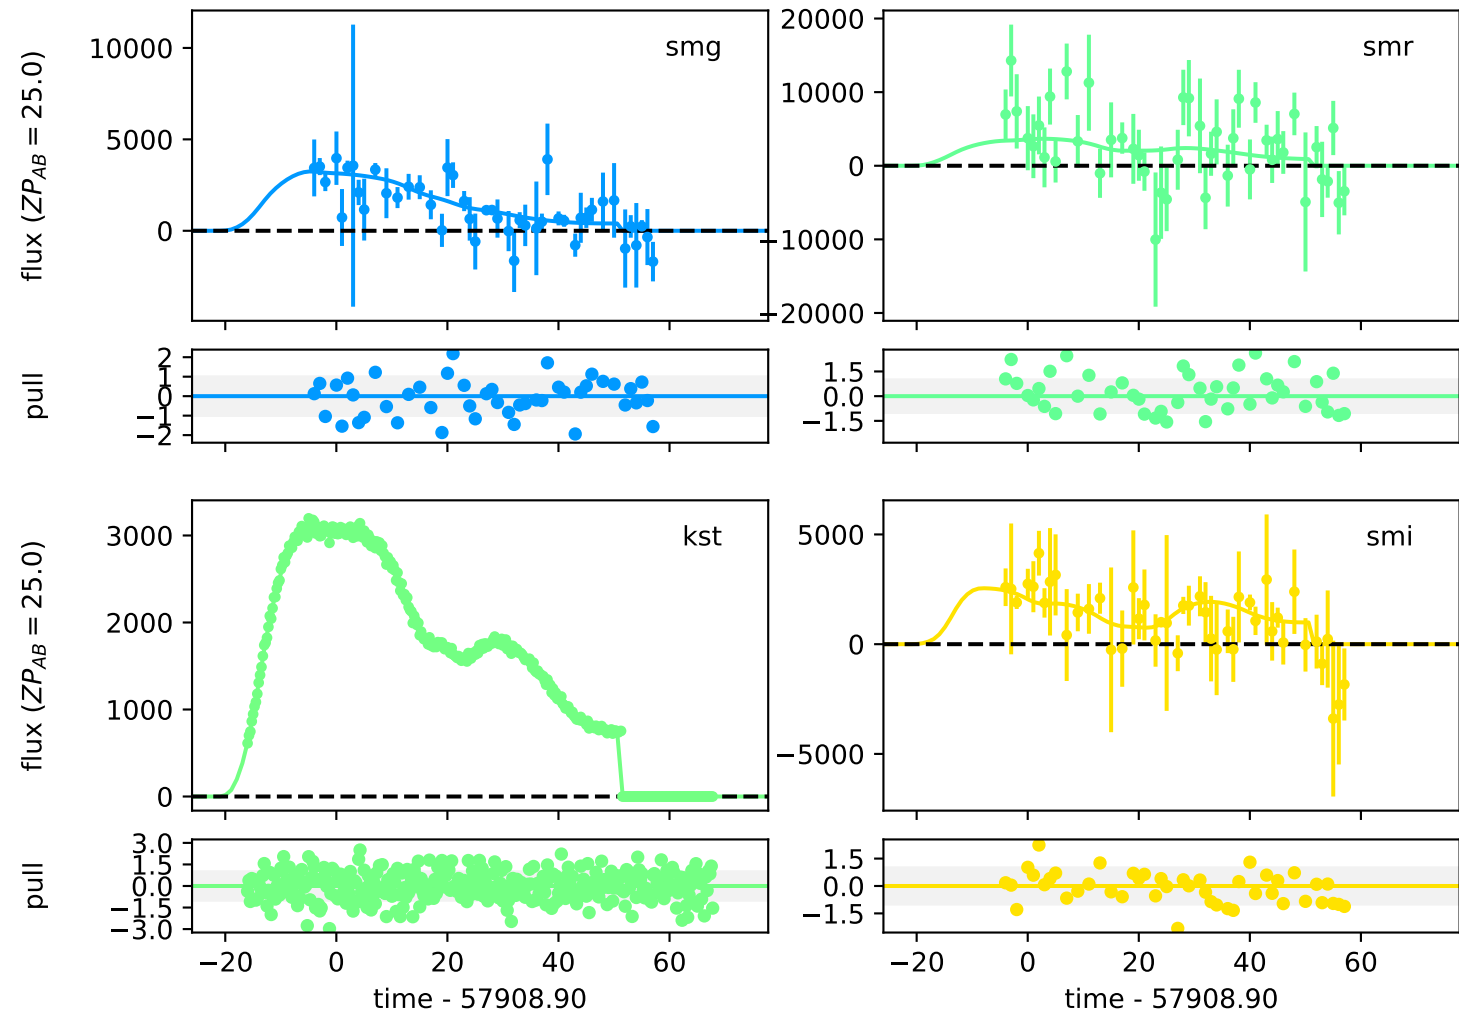 smg
10000
5000
0
flux (ZP_AB = 25.0)
2
1
0
−1
−2
pull
smr
20000
10000
0
−10000
−20000
1.5
0.0
−1.5
kst
3000
2000
1000
0
flux (ZP_AB = 25.0)
3.0
1.5
0.0
−1.5
−3.0
pull
−20 0 20 40 60
time - 57908.90
smi
5000
0
−5000
1.5
0.0
−1.5
−20 0 20 40 60
time - 57908.90